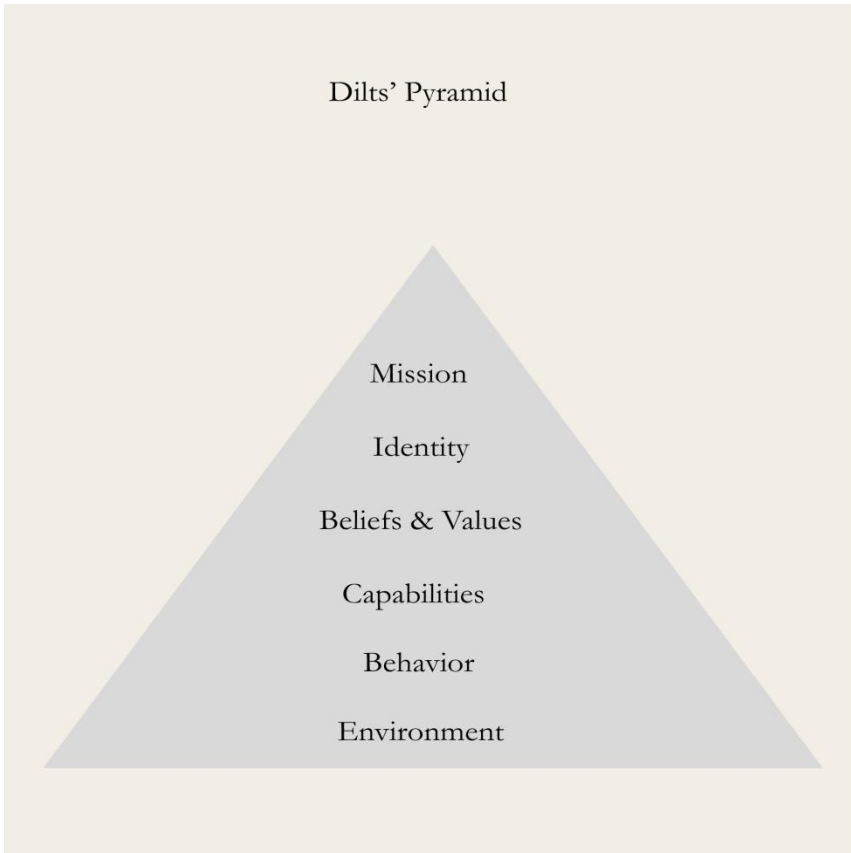 Dilts’ Pyramid
Mission
Identity
Beliefs & Values
Capabilities
Behavior
Environment